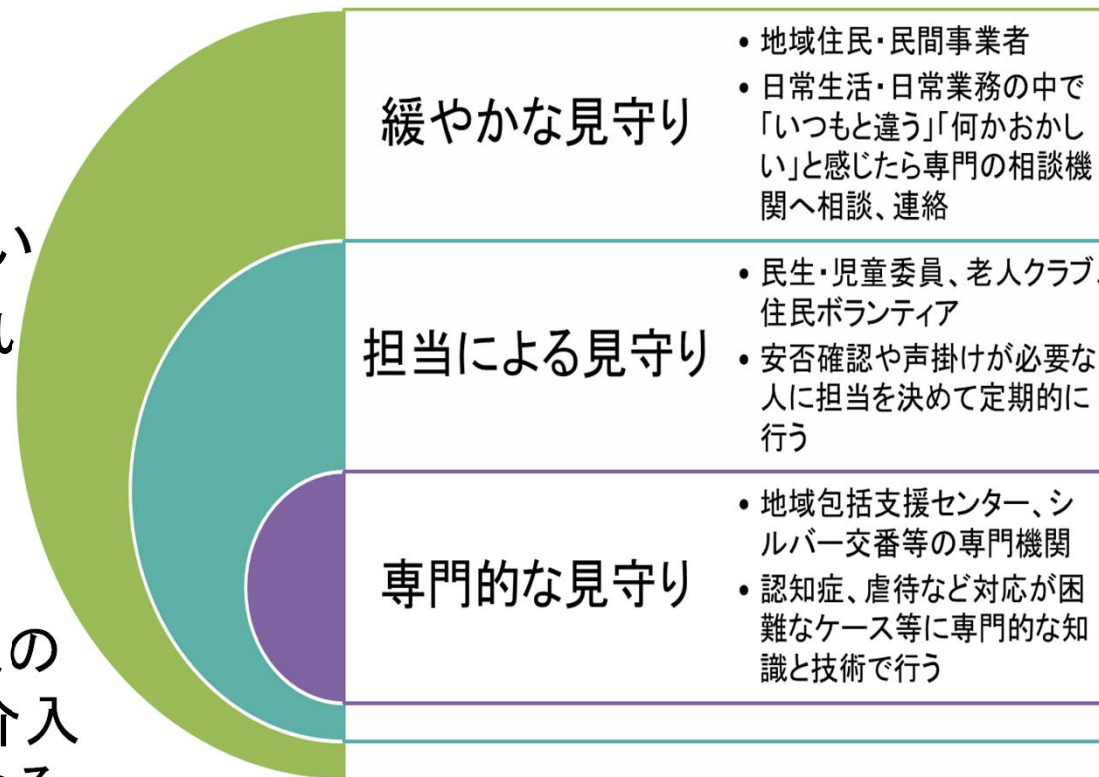 緩やかな見守り
• 地域住民・民間事業者
• 日常生活・日常業務の中で
「いつもと違う」「何かおかし
い」と感じたら専門の相談機
関へ相談、連絡
い
担当による見守り
• 民生・児童委員、老人クラブ、
住民ボランティア
• 安否確認や声掛けが必要な
人に担当を決めて定期的に
行う
専門的な見守り
• 地域包括支援センター、シ
ルバー交番等の専門機関
• 認知症、虐待など対応が困
難なケース等に専門的な知
識と技術で行う
の
介入